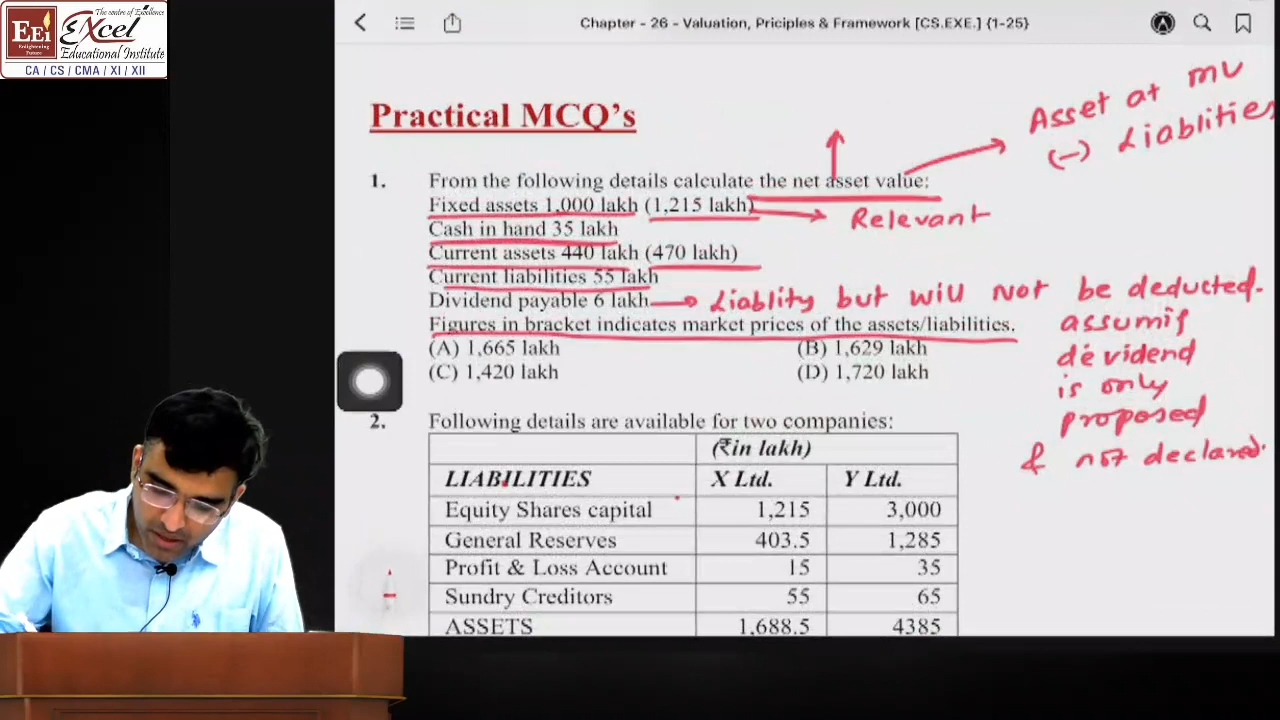 The centre of Excellence
EEi
Enlightening
Future
Excel
Educational Institute
CA / CS / CMA / XI / XII
Chapter - 26 - Valuation, Priciples & Framework [CS.EXE.] {1-25}
Practical MCQ's
Asset at mv
(-) Liablities
1. From the following details calculate the net asset value:
Fixed assets 1,000 lakh (1,215 lakh)
Relevant
Cash in hand 35 lakh
Current assets 440 lakh (470 lakh)
Current liabilities 55 lakh
Dividend payable 6 lakh
Liablity but will not be deducted.
assumif
devidend
is only
proposed
& not declared.
Figures in bracket indicates market prices of the assets/liabilities.
(A) 1,665 lakh (B) 1,629 lakh
(C) 1,420 lakh (D) 1,720 lakh
2. Following details are available for two companies:
(₹in lakh)
LIABILITIES X Ltd. Y Ltd.
Equity Shares capital 1,215 3,000
General Reserves 403.5 1,285
Profit & Loss Account 15 35
Sundry Creditors 55 65
ASSETS 1,688.5 4385